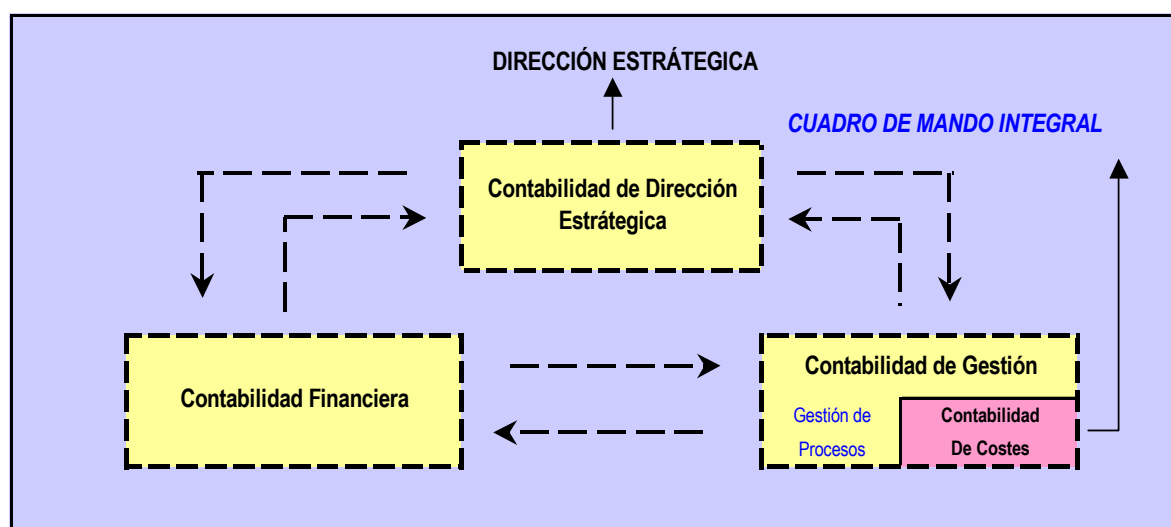 DIRECCIÓN ESTRÁTEGICA
CUADRO DE MANDO INTEGRAL
Contabilidad de Dirección
Estrátegica
Contabilidad Financiera
Contabilidad de Gestión
Gestión de
Procesos
Contabilidad
De Costes